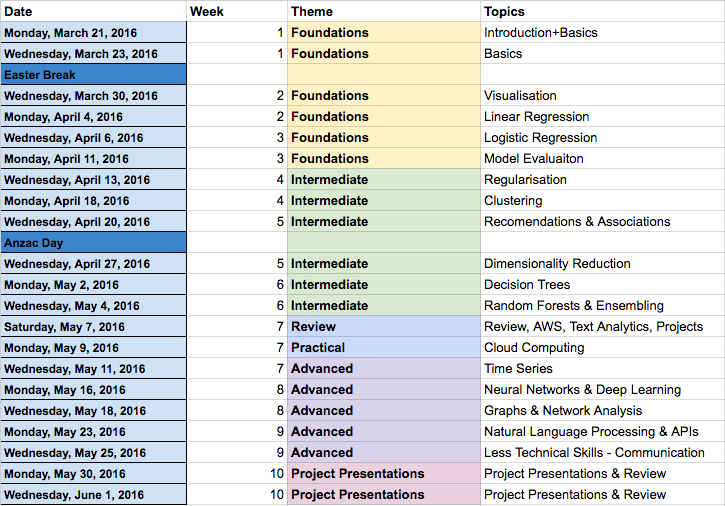 Date Week Theme Topics
Monday, March 21, 2016 1 Foundations Introduction+Basics
Wednesday, March 23, 2016 1 Foundations Basics
Easter Break
Wednesday, March 30, 2016 2 Foundations Visualisation
Monday, April 4, 2016 2 Foundations Linear Regression
Wednesday, April 6, 2016 3 Foundations Logistic Regression
Monday, April 11, 2016 3 Foundations Model Evaluaiton
Wednesday, April 13, 2016 4 Intermediate Regularisation
Monday, April 18, 2016 4 Intermediate Clustering
Wednesday, April 20, 2016 5 Intermediate Recomendations & Associations
Anzac Day
Wednesday, April 27, 2016 5 Intermediate Dimensionality Reduction
Monday, May 2, 2016 6 Intermediate Decision Trees
Wednesday, May 4, 2016 6 Intermediate Random Forests & Ensembling
Saturday, May 7, 2016 7 Review Review, AWS, Text Analytics, Projects
Monday, May 9, 2016 7 Practical Cloud Computing
Wednesday, May 11, 2016 7 Advanced Time Series
Monday, May 16, 2016 8 Advanced Neural Networks & Deep Learning
Wednesday, May 18, 2016 8 Advanced Graphs & Network Analysis
Monday, May 23, 2016 9 Advanced Natural Language Processing & APIs
Wednesday, May 25, 2016 9 Advanced Less Technical Skills - Communication
Monday, May 30, 2016 10 Project Presentations Project Presentations & Review
Wednesday, June 1, 2016 10 Project Presentations Project Presentations & Review